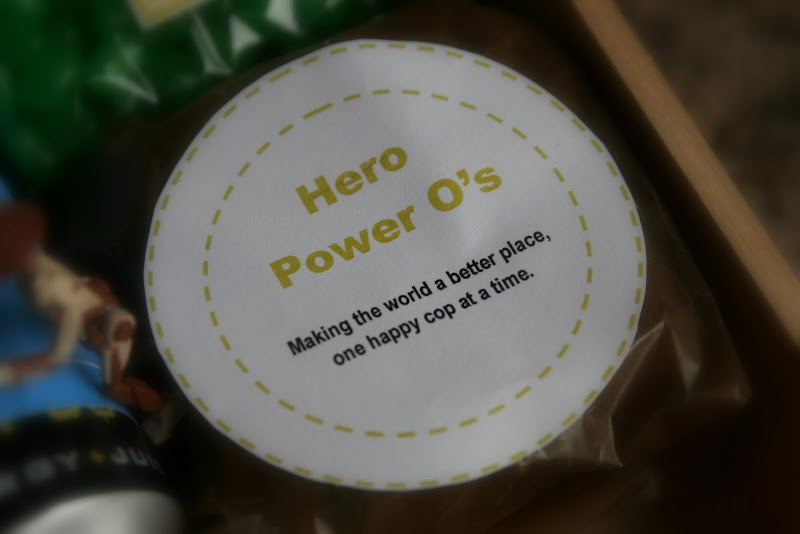 Hero
Power O's
Making the world a better place,
one happy cop at a time.